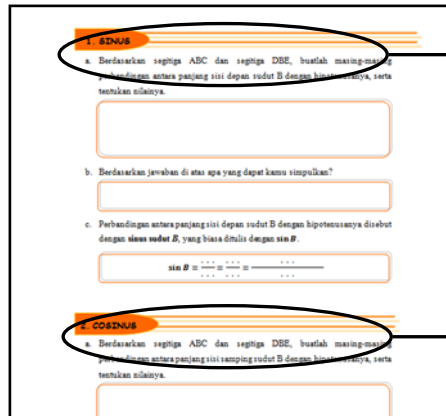 1. SINUS
a. Berdasarkan segitiga ABC dan segitiga DBE, buatlah masing-masing
perbandingan antara panjang sisi depan sudut B dengan hipotenusanya, serta
tentukan nilainya.
b. Berdasarkan jawaban di atas apa yang dapat kamu simpulkan?
c. Perbandingan antara panjang sisi depan sudut B dengan hipotenusanya disebut
dengan sinus sudut B, yang biasa ditulis dengan sin B.
sin B = ... / ... = ... / ... = ... / ...
2. COSINUS
a. Berdasarkan segitiga ABC dan segitiga DBE, buatlah masing-masing
perbandingan antara panjang sisi samping sudut B dengan hipotenusanya, serta
tentukan nilainya.